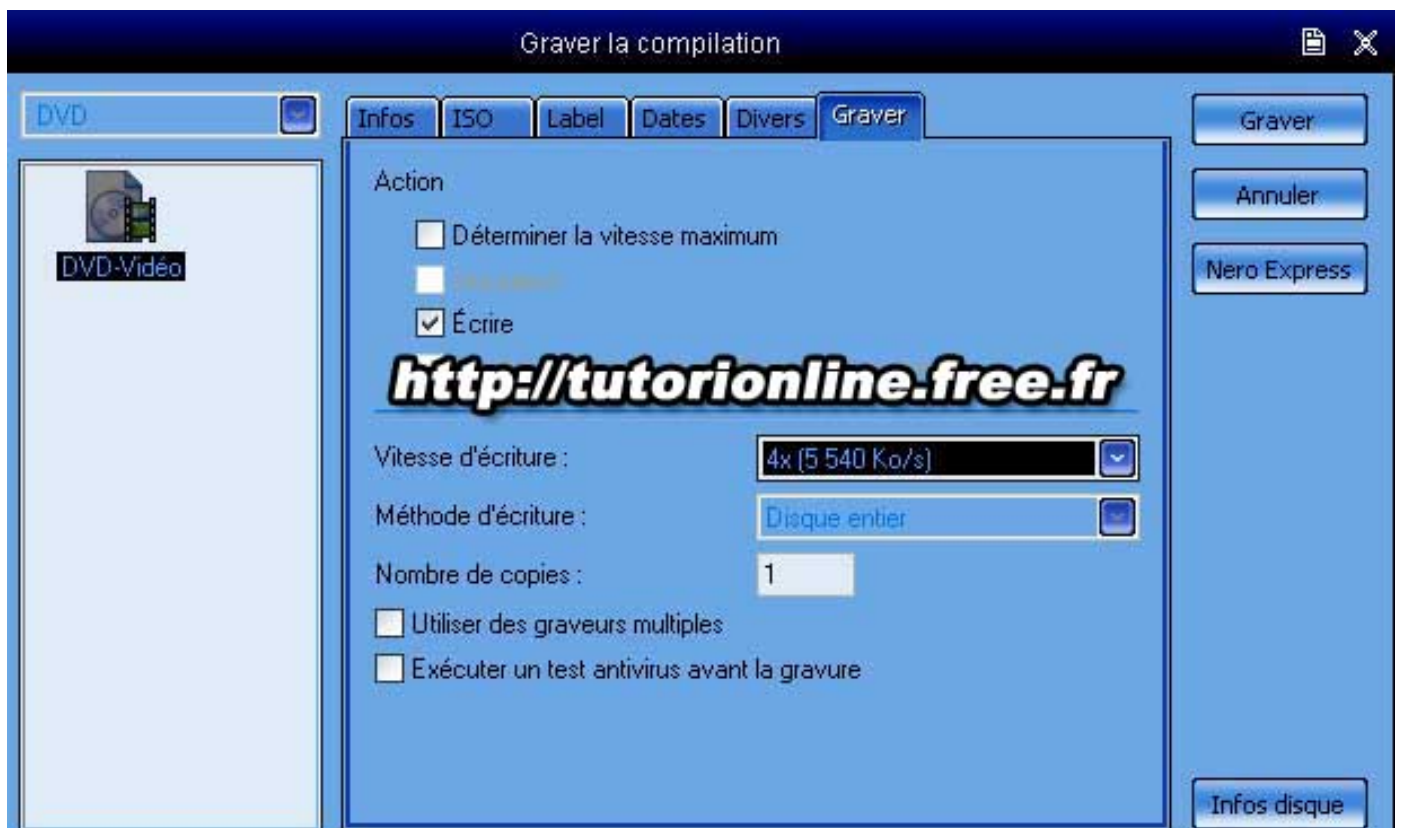 Graver la compilation
DVD
DVD-Vidéo
Infos
ISO
Label
Dates
Divers
Graver
Action
Déterminer la vitesse maximum
Écrire
http://tutorionline.free.fr
Vitesse d'écriture :
4x (5 540 Ko/s)
Méthode d'écriture :
Disque entier
Nombre de copies :
1
Utiliser des graveurs multiples
Exécuter un test antivirus avant la gravure
Graver
Annuler
Nero Express
Infos disque